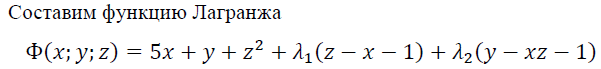 Составим функцию Лагранжа
Φ(x; y; z) = 5x + y + z² + λ₁(z − x − 1) + λ₂(y − xz − 1)